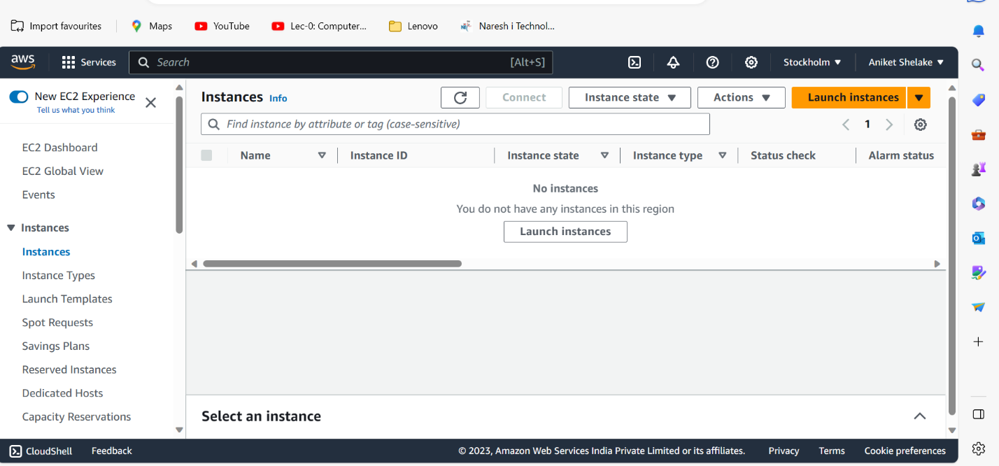 Import favourites Maps YouTube Lec-0: Computer... Lenovo Naresh i Technol...
aws Services Search [Alt+S] Stockholm Aniket Shelake
New EC2 Experience
Tell us what you think
EC2 Dashboard
EC2 Global View
Events
Instances
Instances
Instance Types
Launch Templates
Spot Requests
Savings Plans
Reserved Instances
Dedicated Hosts
Capacity Reservations
Instances Info Connect Instance state Actions Launch instances
Find instance by attribute or tag (case-sensitive) 1
Name Instance ID Instance state Instance type Status check Alarm status
No instances
You do not have any instances in this region
Launch instances
Select an instance
CloudShell Feedback © 2023, Amazon Web Services India Private Limited or its affiliates. Privacy Terms Cookie preferences